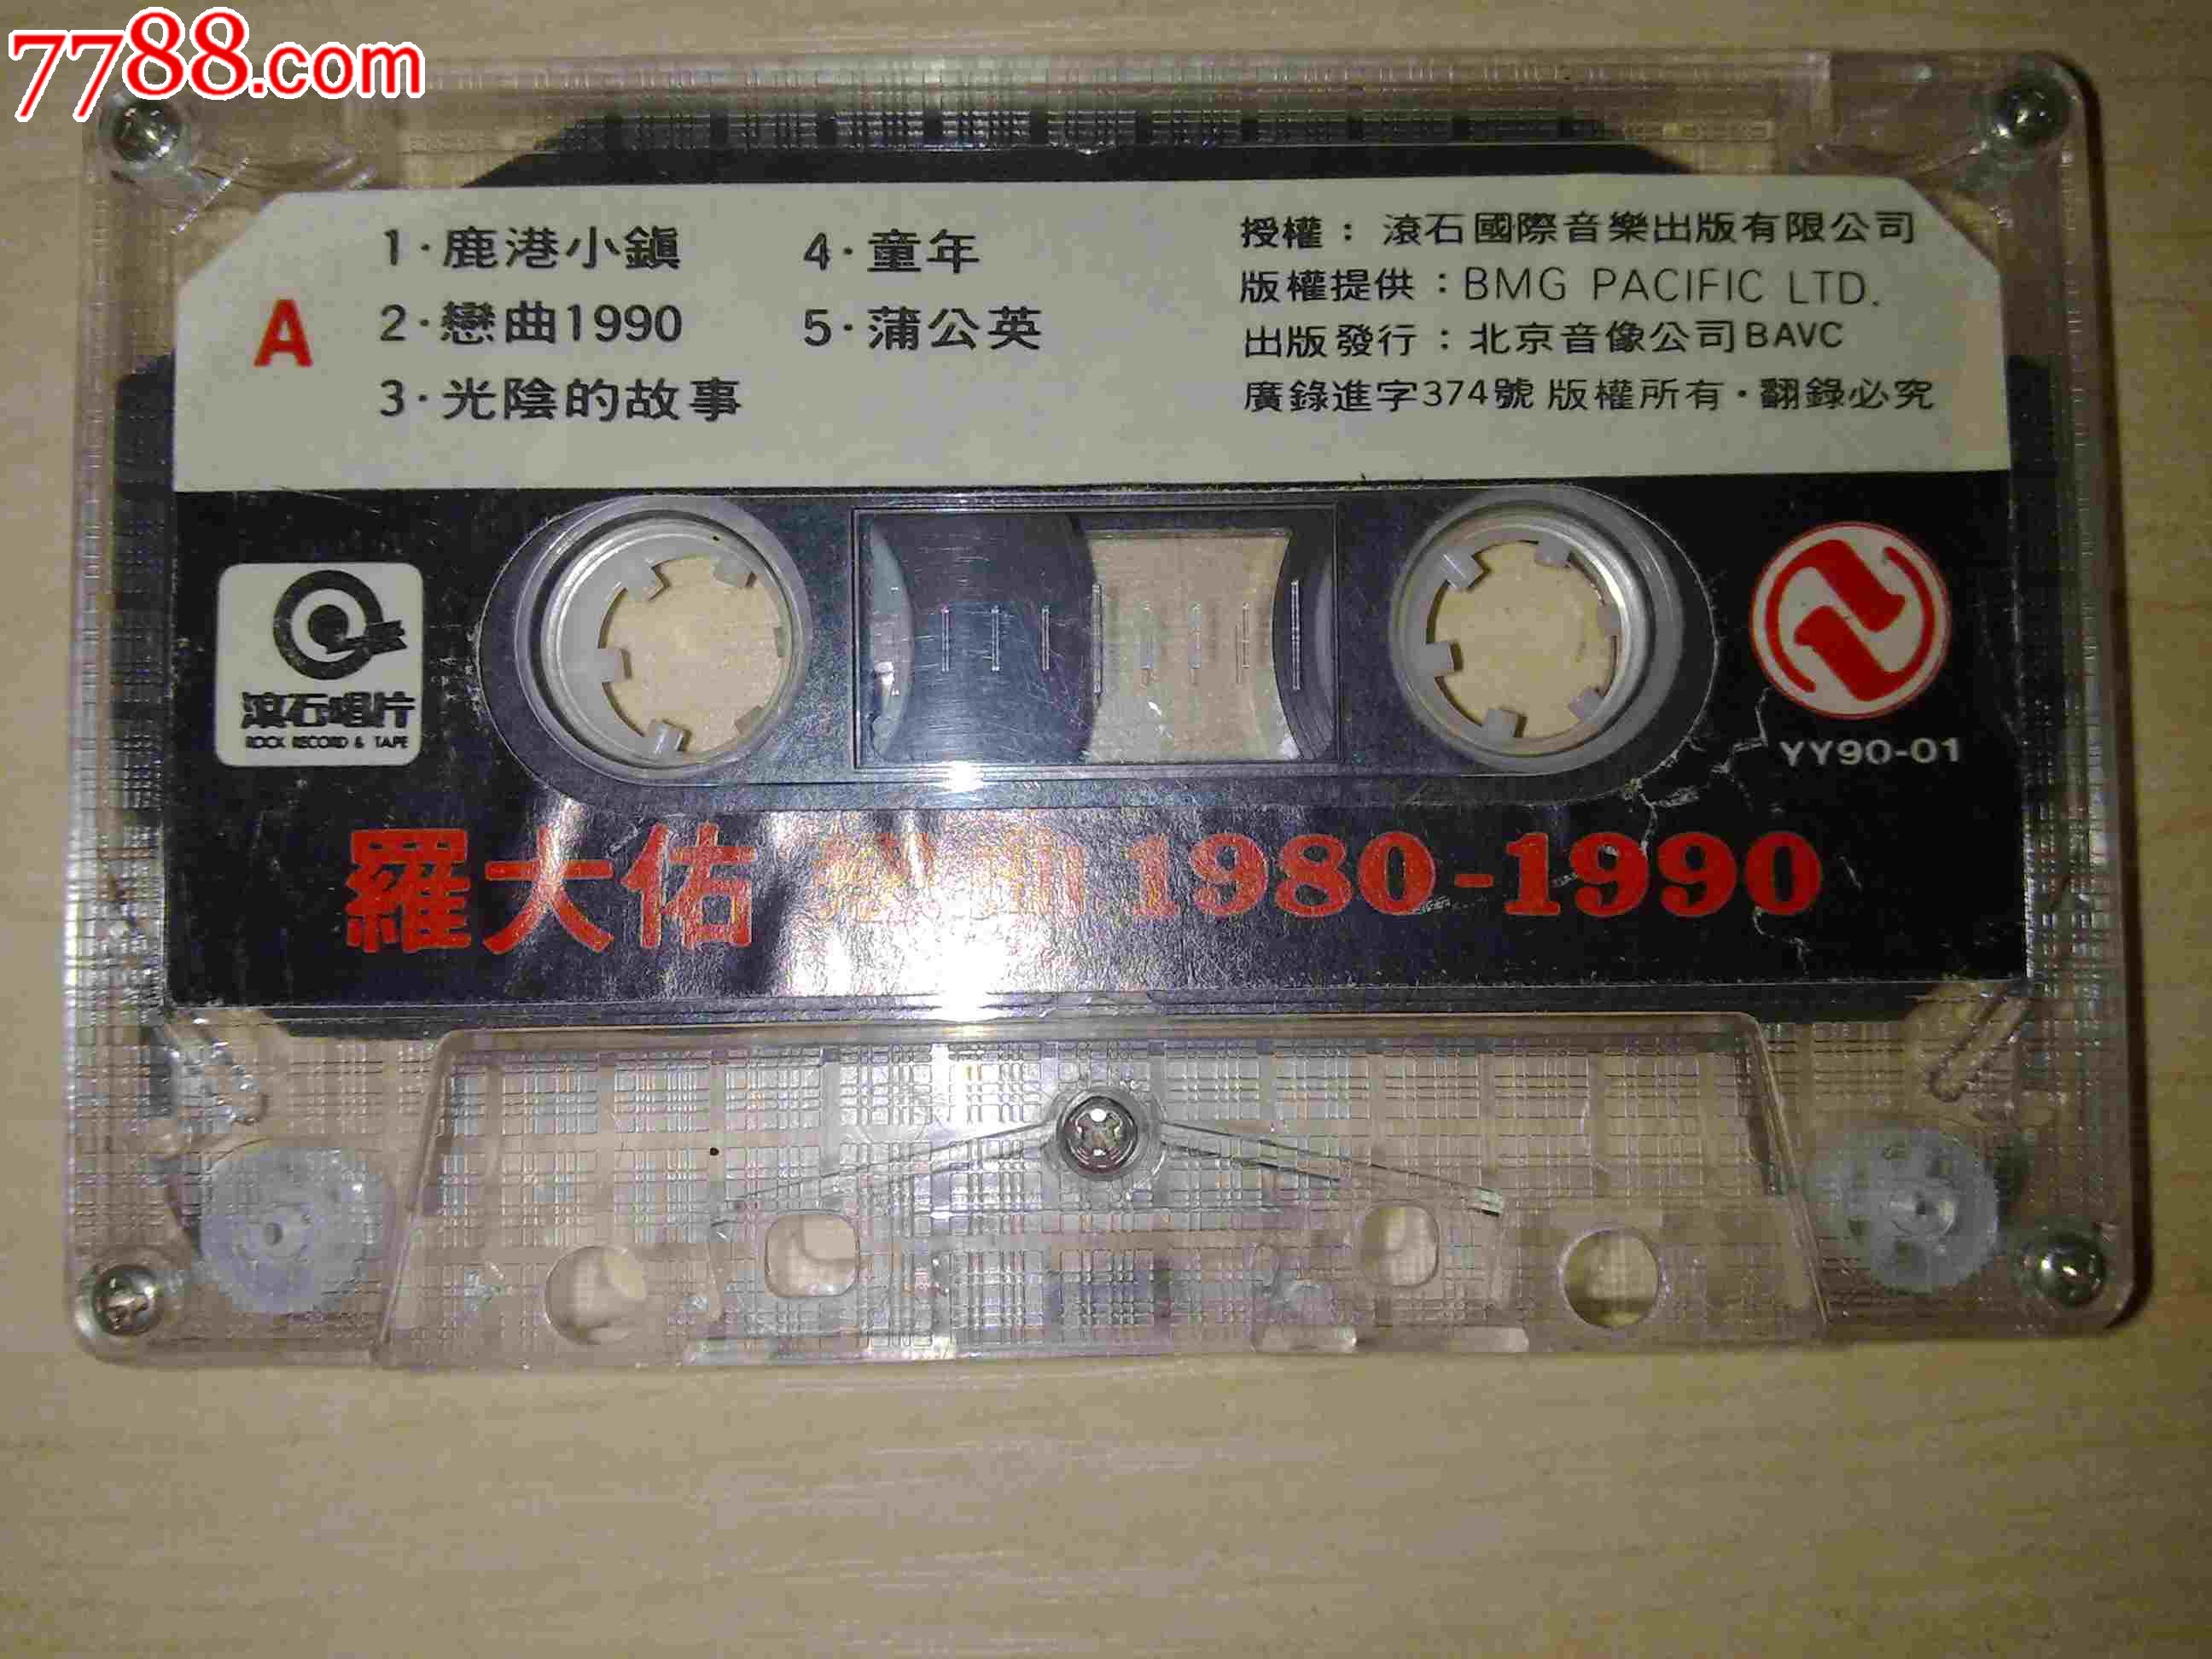 7788.com
A
1·鹿港小鎮
2·戀曲1990
3·光陰的故事
4·童年
5·蒲公英
授權：滾石國際音樂出版有限公司
版權提供：BMG PACIFIC LTD.
出版發行：北京音像公司BAVC
廣錄進字374號 版權所有·翻錄必究
滾石唱片
ROCK RECORD & TAPE
YY90-01
羅大佑 1980-1990